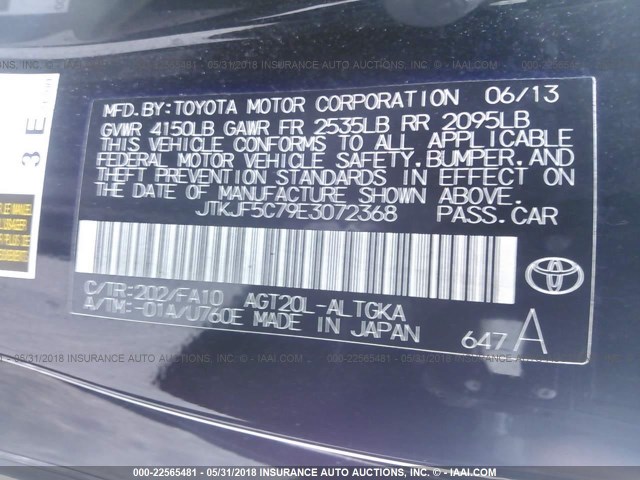 MFD.BY:TOYOTA MOTOR CORPORATION 06/13
GVWR 4150LB GAWR FR 2535LB RR 2095LB
THIS VEHICLE CONFORMS TO ALL APPLICABLE
FEDERAL MOTOR VEHICLE SAFETY,BUMPER,AND
THEFT PREVENTION STANDARDS IN EFFECT ON
THE DATE OF MANUFACTURE SHOWN ABOVE.
JTKJF5C79E3072368 PASS.CAR
C/TR:202/FA10 AGT20L-ALTGKA
A/TM:-01A/U760E MADE IN JAPAN
647A
3 E
000-22565481 - 05/31/2018 INSURANCE AUTO AUCTIONS, INC. - © IAAI.COM